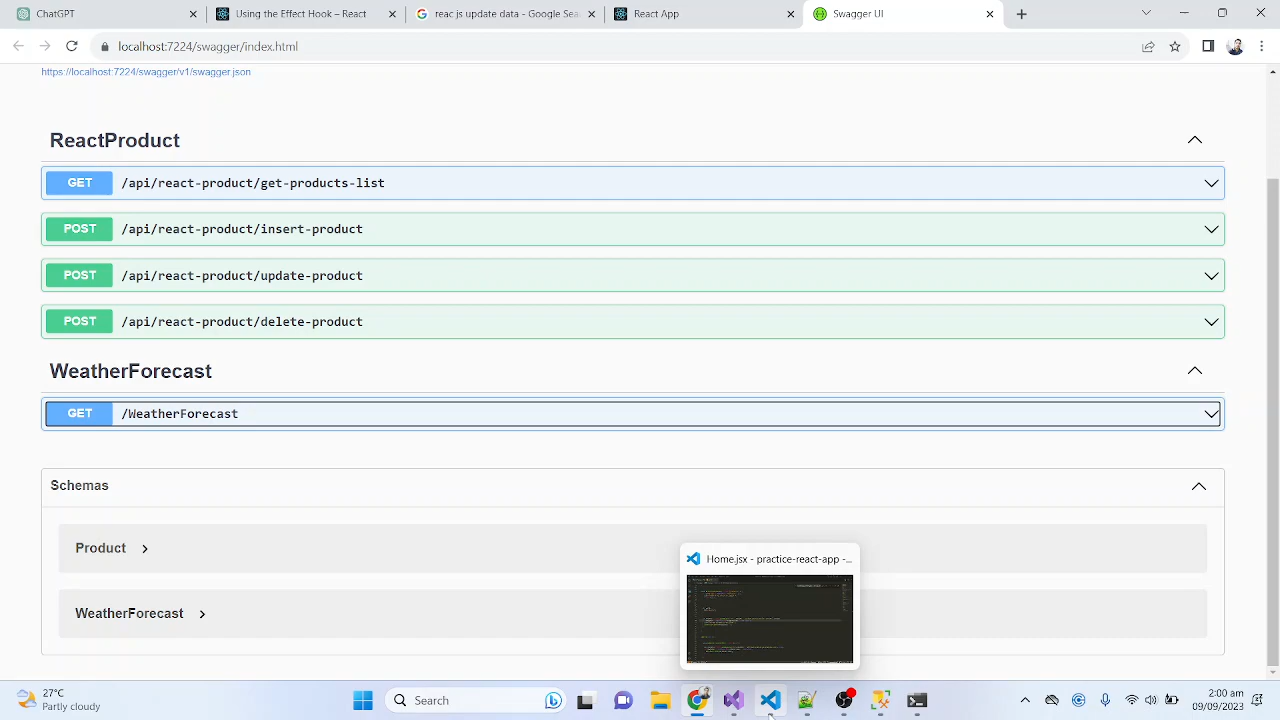 ChatGPT
Using the Effect Hook – React
react update data - Google Sea
React App
Swagger UI
localhost:7224/swagger/index.html
https://localhost:7224/swagger/v1/swagger.json
ReactProduct
GET /api/react-product/get-products-list
POST /api/react-product/insert-product
POST /api/react-product/update-product
POST /api/react-product/delete-product
WeatherForecast
GET /WeatherForecast
Schemas
Product
WeatherForecast
Home.jsx - practice-react-app -...
27°C
Partly cloudy
Search
2:00 am
09/09/2023